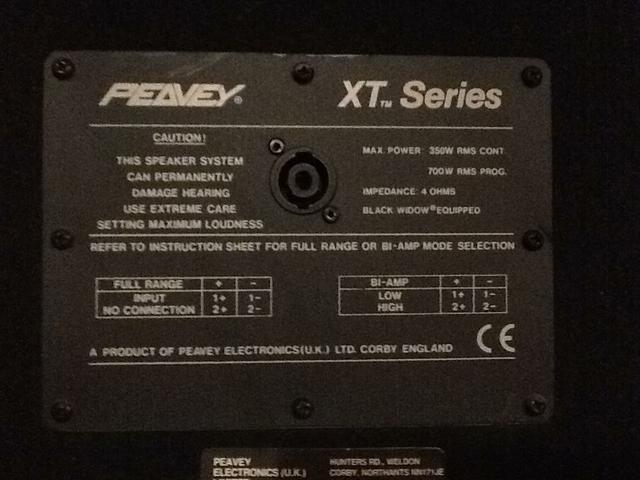 PEAVEY®
XT™ Series
CAUTION!
THIS SPEAKER SYSTEM
CAN PERMANENTLY
DAMAGE HEARING
USE EXTREME CARE
SETTING MAXIMUM LOUDNESS
MAX. POWER: 350W RMS CONT.
700W RMS PROG.
IMPEDANCE: 4 OHMS
BLACK WIDOW® EQUIPPED
REFER TO INSTRUCTION SHEET FOR FULL RANGE OR BI-AMP MODE SELECTION
FULL RANGE + -
INPUT 1+ 1-
NO CONNECTION 2+ 2-
BI-AMP + -
LOW 1+ 1-
HIGH 2+ 2-
A PRODUCT OF PEAVEY ELECTRONICS (U.K.) LTD. CORBY ENGLAND
CE
PEAVEY
ELECTRONICS (U.K.)
HUNTERS RD., WELDON
CORBY, NORTHANTS NN171JE